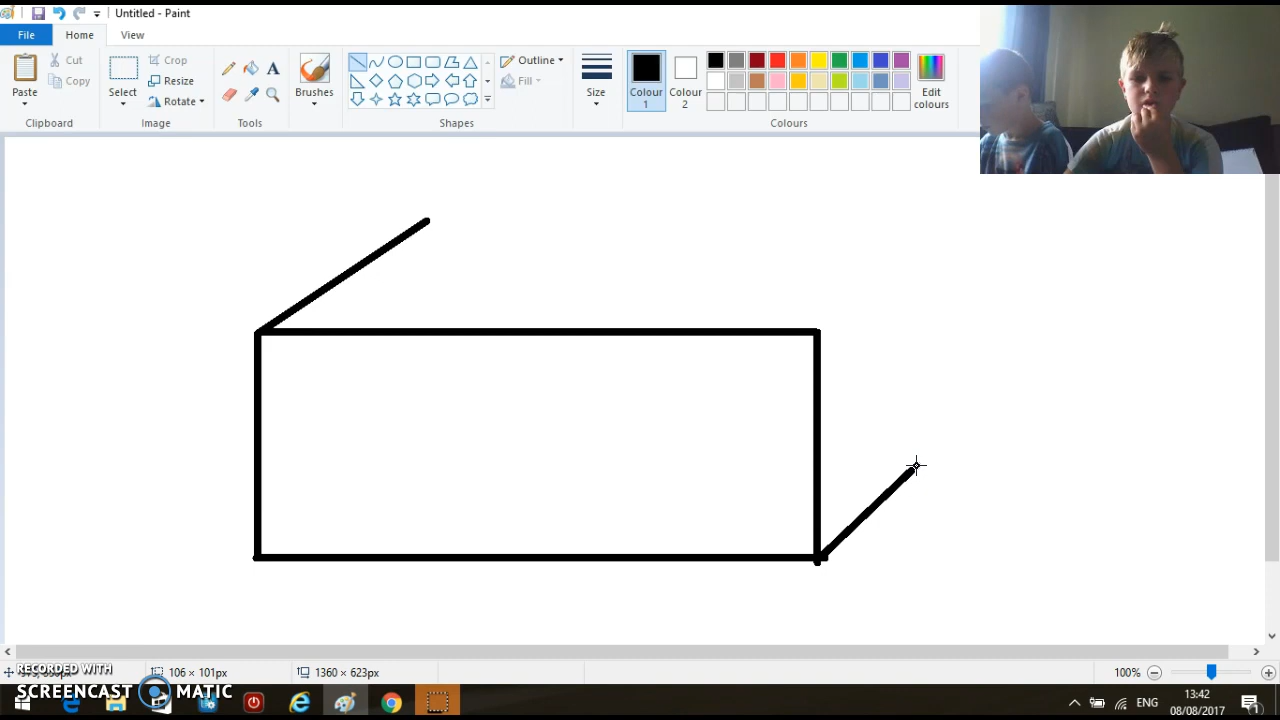 Untitled - Paint
File
Home
View
Paste
Cut
Copy
Clipboard
Select
Crop
Resize
Rotate
Image
Tools
Brushes
Shapes
Outline
Fill
Size
Colour 1
Colour 2
Edit colours
Colours
106 × 101px
1360 × 623px
100%
RECORDED WITH
SCREENCAST MATIC
ENG
13:42
08/08/2017